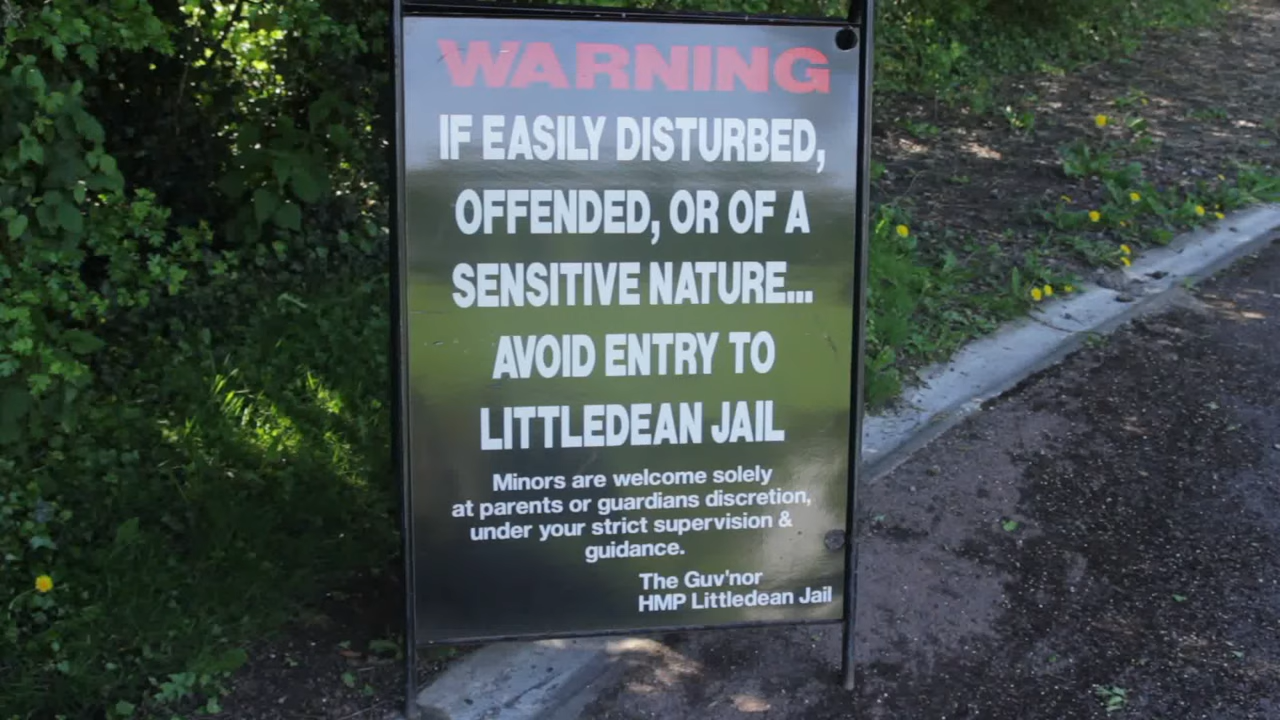 WARNING
IF EASILY DISTURBED,
OFFENDED, OR OF A
SENSITIVE NATURE...
AVOID ENTRY TO
LITTLEDEAN JAIL
Minors are welcome solely
at parents or guardians discretion,
under your strict supervision &
guidance.
The Guv'nor
HMP Littledean Jail